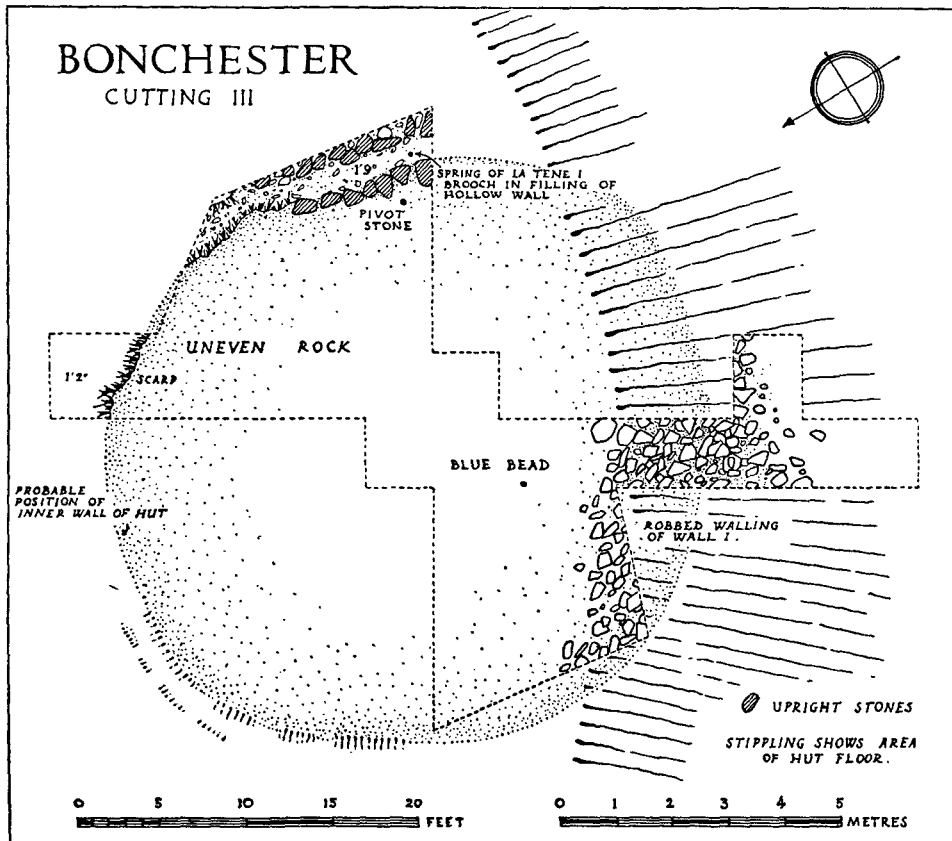 BONCHESTER
CUTTING III
1'9"
SPRING OF LA TENE I
BROOCH IN FILLING OF
HOLLOW WALL
PIVOT
STONE
UNEVEN ROCK
1'2"
SCARP
BLUE BEAD
PROBABLE
POSITION OF
INNER WALL OF HUT
ROBBED WALLING
OF WALL I.
UPRIGHT STONES
STIPPLING SHOWS AREA
OF HUT FLOOR.
0 5 10 15 20
FEET
0 1 2 3 4 5
METRES